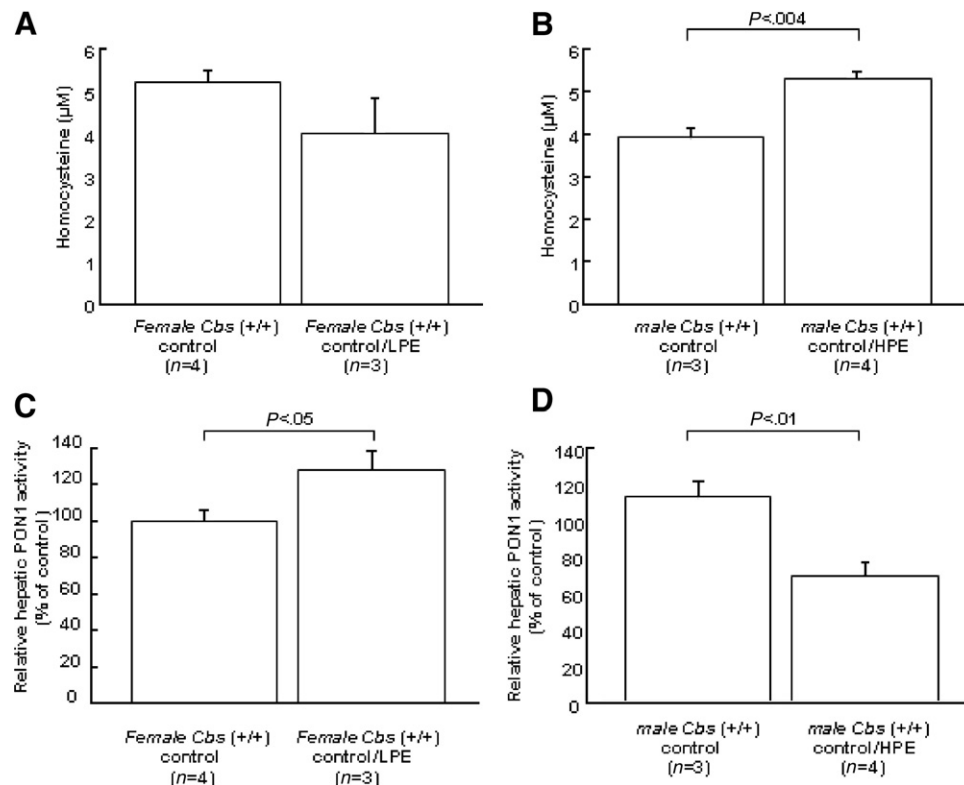 A
Homocysteine (µM)
6
5
4
3
2
1
0
Female Cbs (+/+)
control
(n=4)
Female Cbs (+/+)
control/LPE
(n=3)
B
P<.004
Homocysteine (µM)
6
5
4
3
2
1
0
male Cbs (+/+)
control
(n=3)
male Cbs (+/+)
control/HPE
(n=4)
C
P<.05
Relative hepatic PON1 activity
(% of control)
140
120
100
80
60
40
20
0
Female Cbs (+/+)
control
(n=4)
Female Cbs (+/+)
control/LPE
(n=3)
D
P<.01
Relative hepatic PON1 activity
(% of control)
140
120
100
80
60
40
20
0
male Cbs (+/+)
control
(n=3)
male Cbs (+/+)
control/HPE
(n=4)